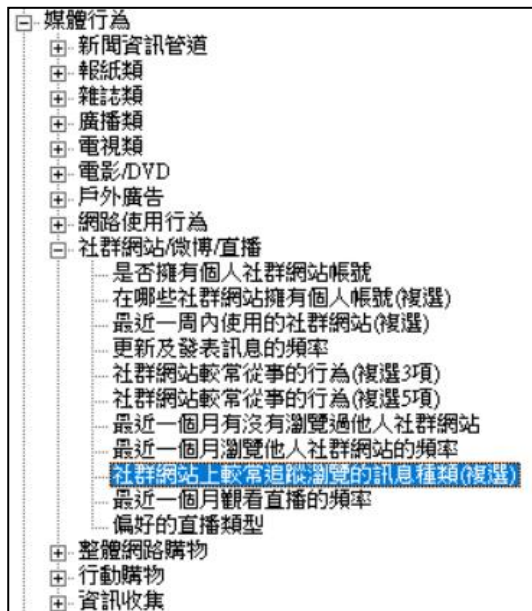 媒體行為
新聞資訊管道
報紙類
雜誌類
廣播類
電視類
電影/DVD
戶外廣告
網路使用行為
社群網站/微博/直播
是否擁有個人社群網站帳號
在哪些社群網站擁有個人帳號(複選)
最近一周內使用的社群網站(複選)
更新及發表訊息的頻率
社群網站較常從事的行為(複選3項)
社群網站較常從事的行為(複選5項)
最近一個月有沒有瀏覽過他人社群網站
最近一個月瀏覽他人社群網站的頻率
社群網站上較常追蹤瀏覽的訊息種類(複選)
最近一個月觀看直播的頻率
偏好的直播類型
整體網路購物
行動購物
資訊收集